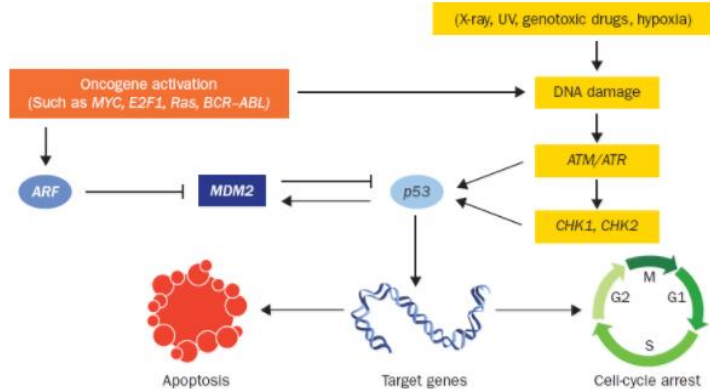 (X-ray, UV, genotoxic drugs, hypoxia)
Oncogene activation
(Such as MYC, E2F1, Ras, BCR–ABL)
DNA damage
ATM/ATR
ARF
MDM2
p53
CHK1, CHK2
M
G2
G1
S
Apoptosis
Target genes
Cell-cycle arrest